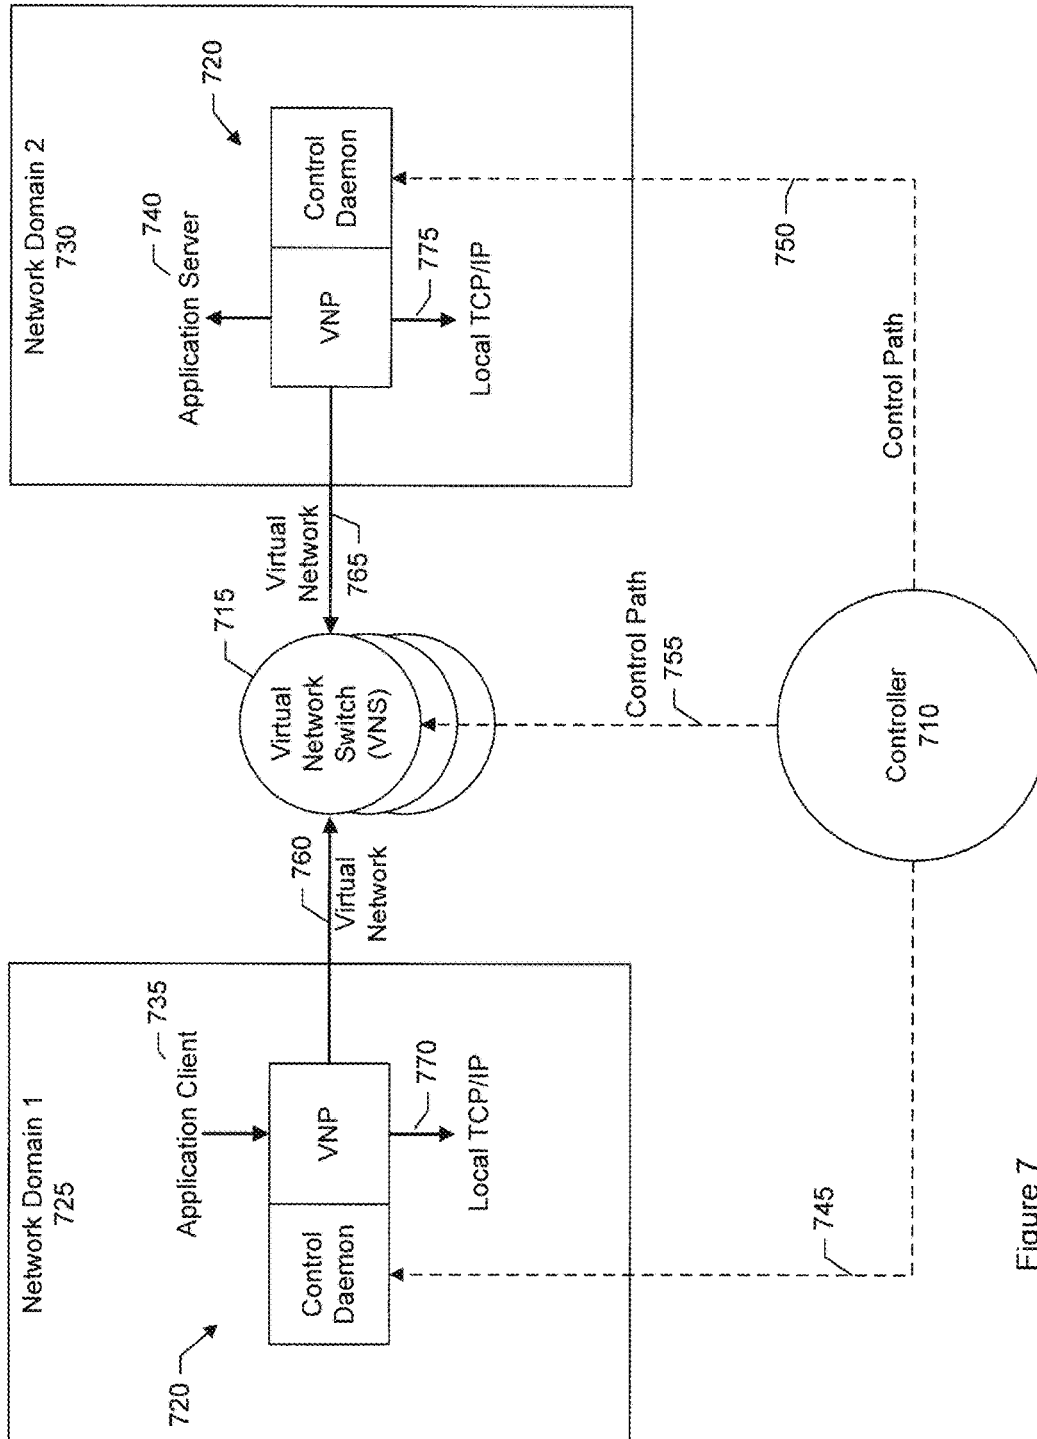 Network Domain 1
725
720
Application Client
735
Control
Daemon
VNP
770
Local TCP/IP
745
760
Virtual
Network
715
Virtual
Network
Switch
(VNS)
Virtual
Network
765
Control Path
755
Controller
710
Network Domain 2
730
Application Server
740
720
VNP
Control
Daemon
775
Local TCP/IP
750
Control Path
Figure 7